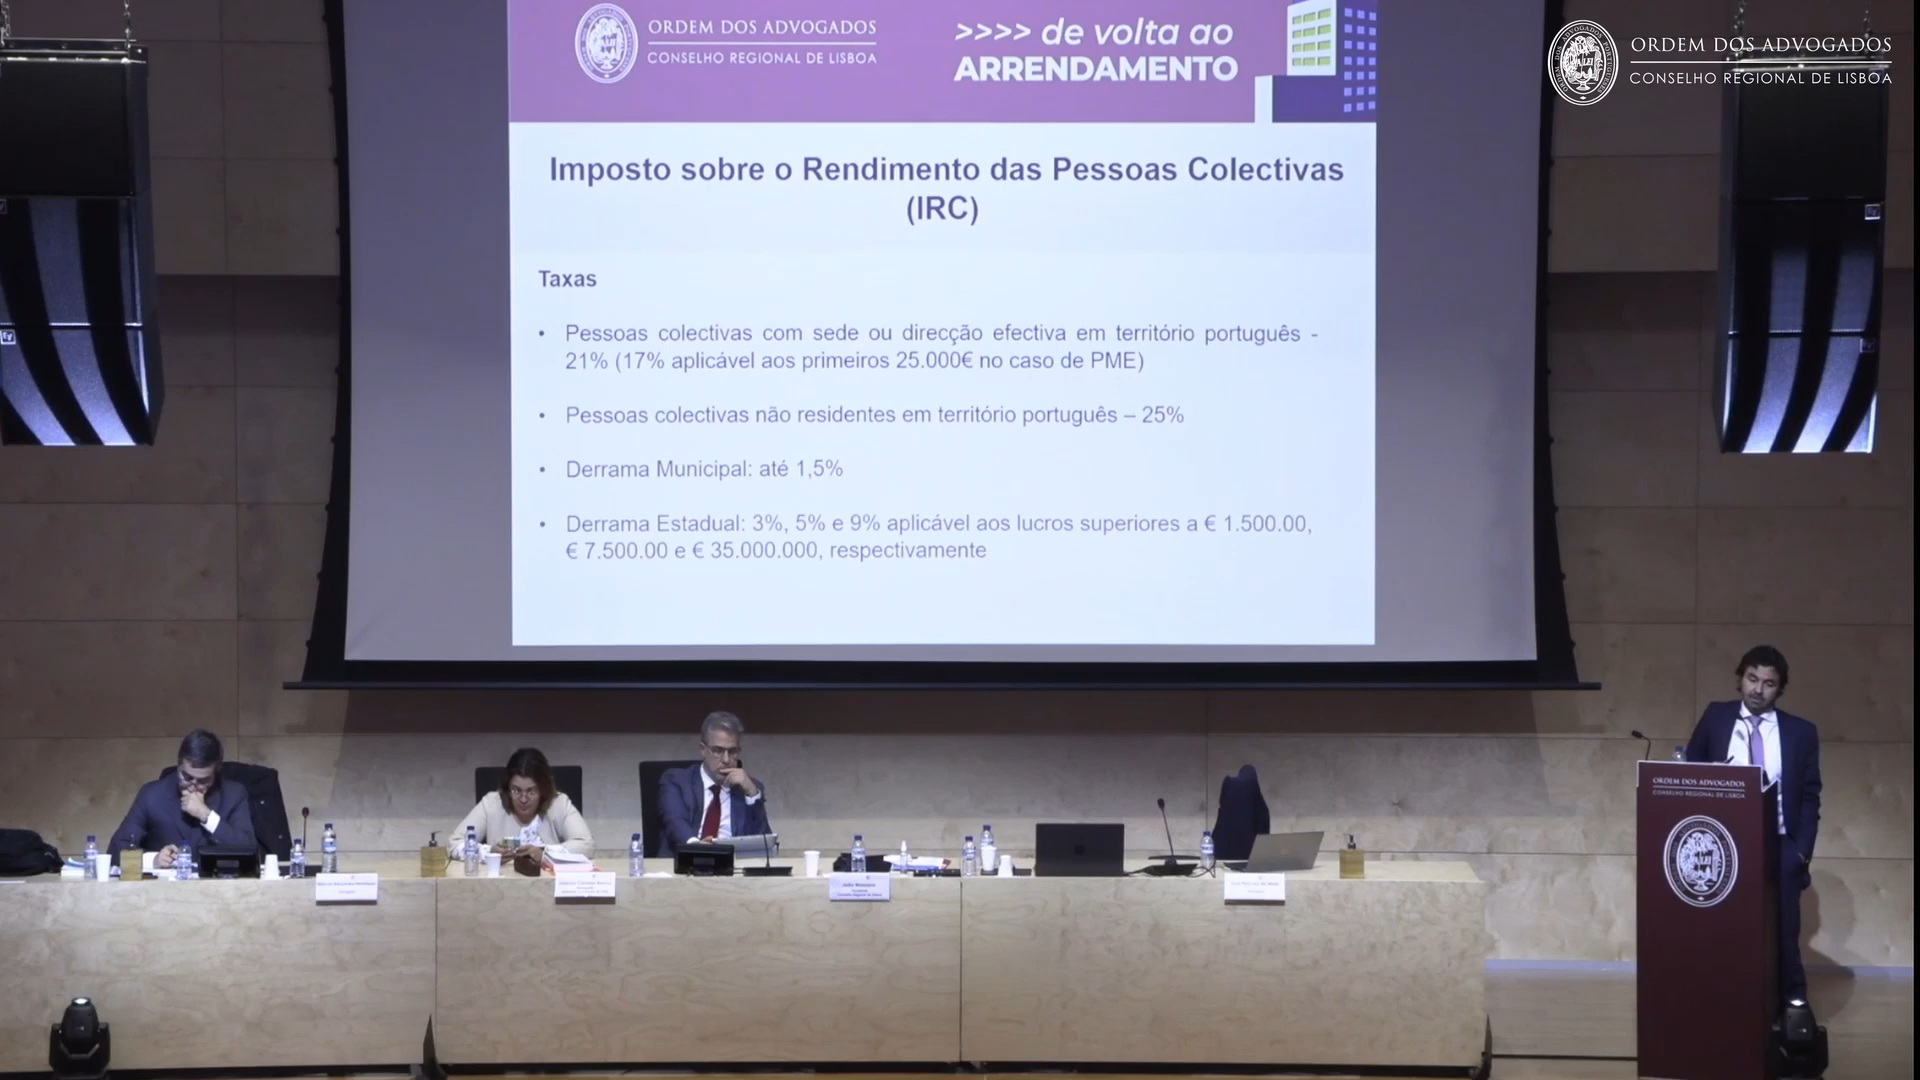 ORDEM DOS ADVOGADOS
CONSELHO REGIONAL DE LISBOA
>>>> de volta ao
ARRENDAMENTO
ORDEM DOS ADVOGADOS
CONSELHO REGIONAL DE LISBOA
Imposto sobre o Rendimento das Pessoas Colectivas
(IRC)
Taxas
• Pessoas colectivas com sede ou direcção efectiva em território português -
21% (17% aplicável aos primeiros 25.000€ no caso de PME)
• Pessoas colectivas não residentes em território português – 25%
• Derrama Municipal: até 1,5%
• Derrama Estadual: 3%, 5% e 9% aplicável aos lucros superiores a € 1.500.00,
€ 7.500.00 e € 35.000.000, respectivamente
ORDEM DOS ADVOGADOS
CONSELHO REGIONAL DE LISBOA